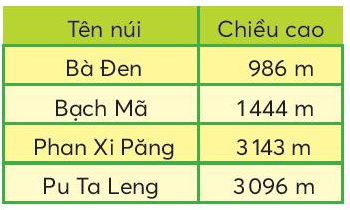 Tên núi Chiều cao
Bà Đen 986 m
Bạch Mã 1 444 m
Phan Xi Păng 3 143 m
Pu Ta Leng 3 096 m